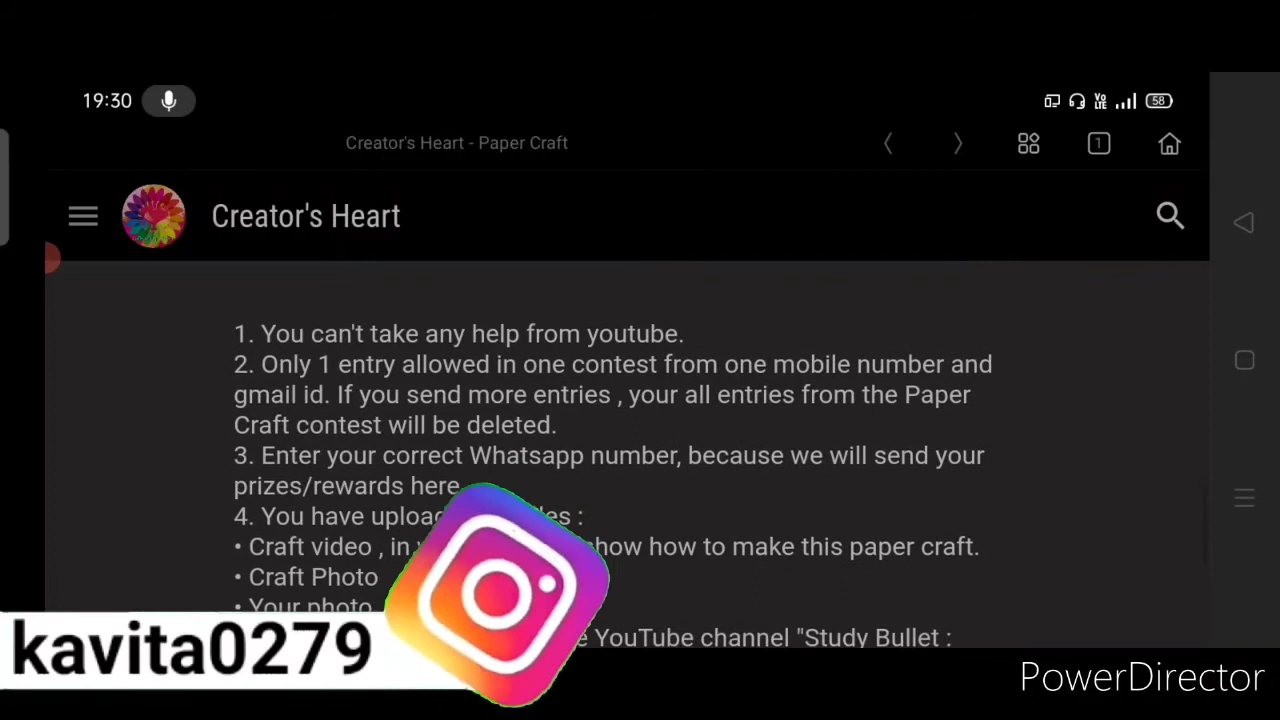 19:30
Vo LTE
58
Creator's Heart - Paper Craft
1
Creator's Heart
1. You can't take any help from youtube.
2. Only 1 entry allowed in one contest from one mobile number and
gmail id. If you send more entries , your all entries from the Paper
Craft contest will be deleted.
3. Enter your correct Whatsapp number, because we will send your
prizes/rewards here
4. You have
• Craft video , in show how to make this paper craft.
• Craft Photo
• Your photo
YouTube channel "Study Bullet :
kavita0279
PowerDirector